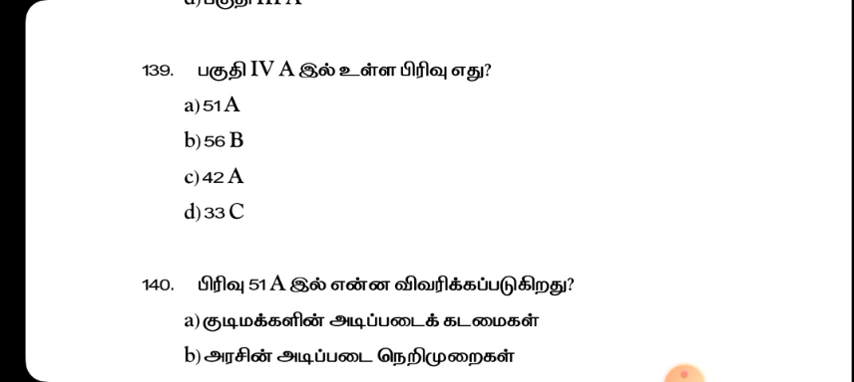 139. பகுதி IV A இல் உள்ள பிரிவு எது?
a) 51 A
b) 56 B
c) 42 A
d) 33 C
140. பிரிவு 51 A இல் என்ன விவரிக்கப்படுகிறது?
a) குடிமக்களின் அடிப்படைக் கடமைகள்
b) அரசின் அடிப்படை நெறிமுறைகள்